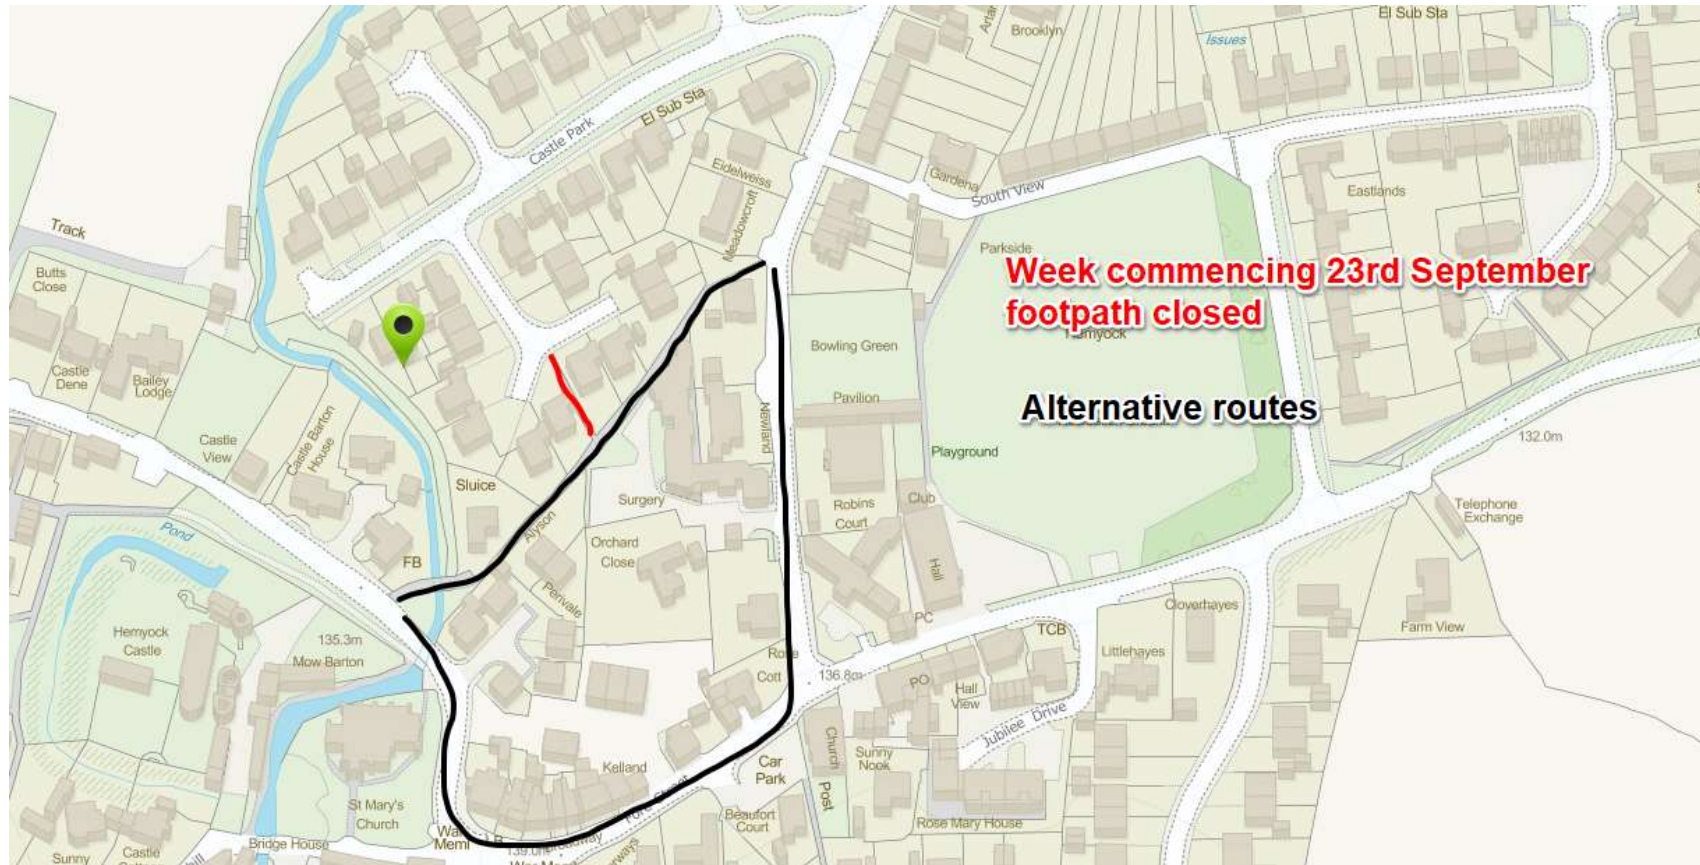 El Sub Sta
Brooklyn
Issues
El Sub Sta
Castle Park
Eidelweiss
Gardena
South View
Eastlands
Meadowcroft
Track
Parkside
Butts
Close
Week commencing 23rd September
footpath closed
Bowling Green
Castle
Dene
Bailey
Lodge
Pavilion
Alternative routes
Newland
Castle
View
Castle Barton
House
132.0m
Playground
Sluice
Surgery
Robins
Court
Club
Telephone
Exchange
Pond
Alyson
Orchard
Close
FB
Hall
Perivale
Cloverhayes
PC
TCB
Farm View
Hemyock
Castle
135.3m
Mow Barton
Littlehayes
Cott
136.8m
PO
Hall
View
Jubilee Drive
Church
Sunny
Nook
Kelland
Car
Park
Post
St Mary's
Church
Beaufort
Court
Rose Mary House
Bridge House
Memi
139.0m
Sunny
Castle